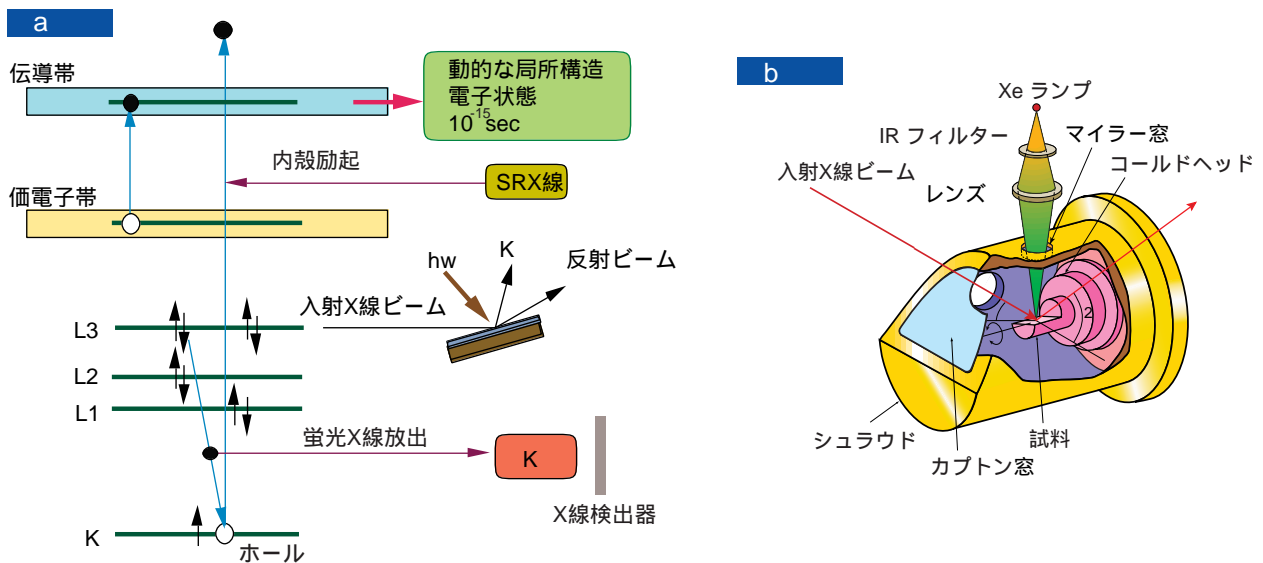 a
伝導帯
動的な局所構造
電子状態
10-15sec
内殻励起
SRX線
価電子帯
hw
K
反射ビーム
入射X線ビーム
L3
L2
L1
蛍光X線放出
K
X線検出器
K
ホール
b
Xe ランプ
IR フィルター
マイラー窓
コールドヘッド
入射X線ビーム
レンズ
2
シュラウド
試料
カプトン窓